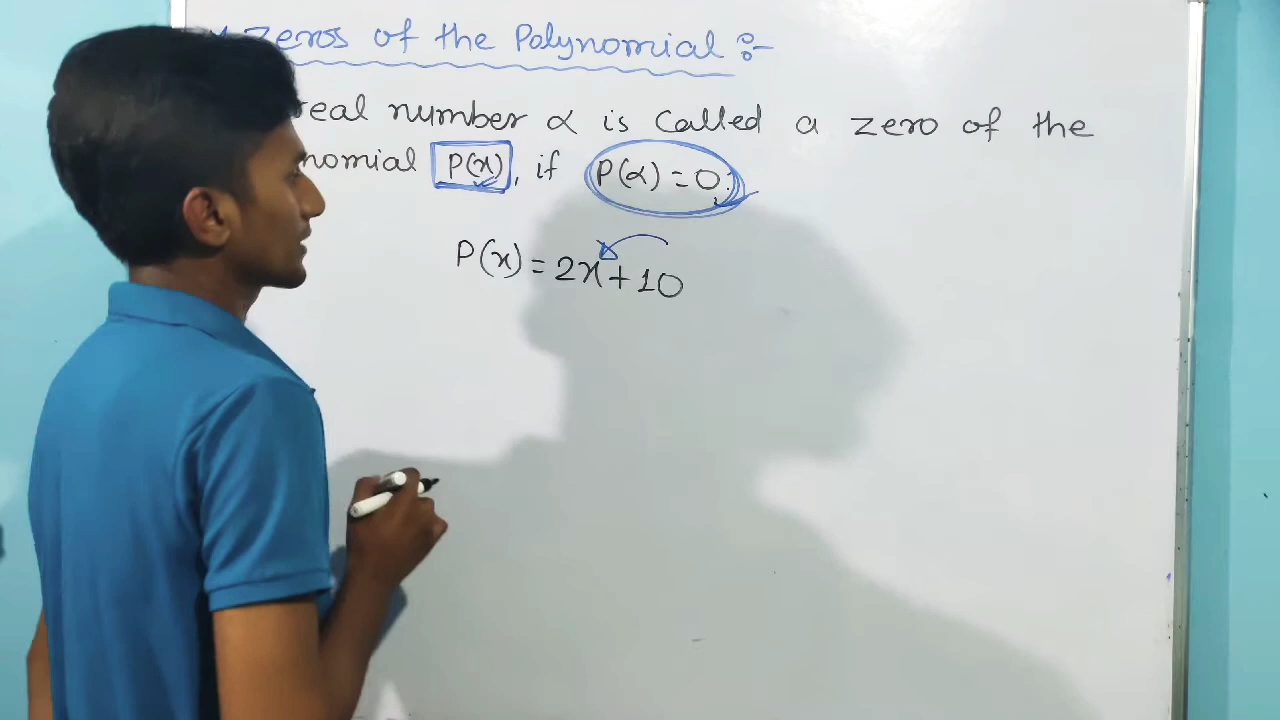 Zeros of the Polynomial :-
real number α is called a zero of the
nomial P(x), if P(α) = 0;
P(x) = 2x + 10